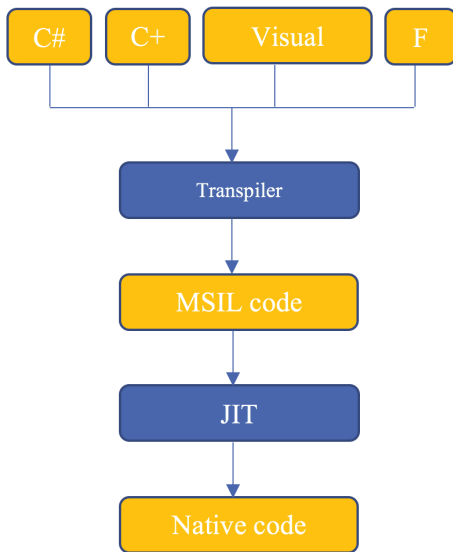 C#
C+
Visual
F
Transpiler
MSIL code
JIT
Native code